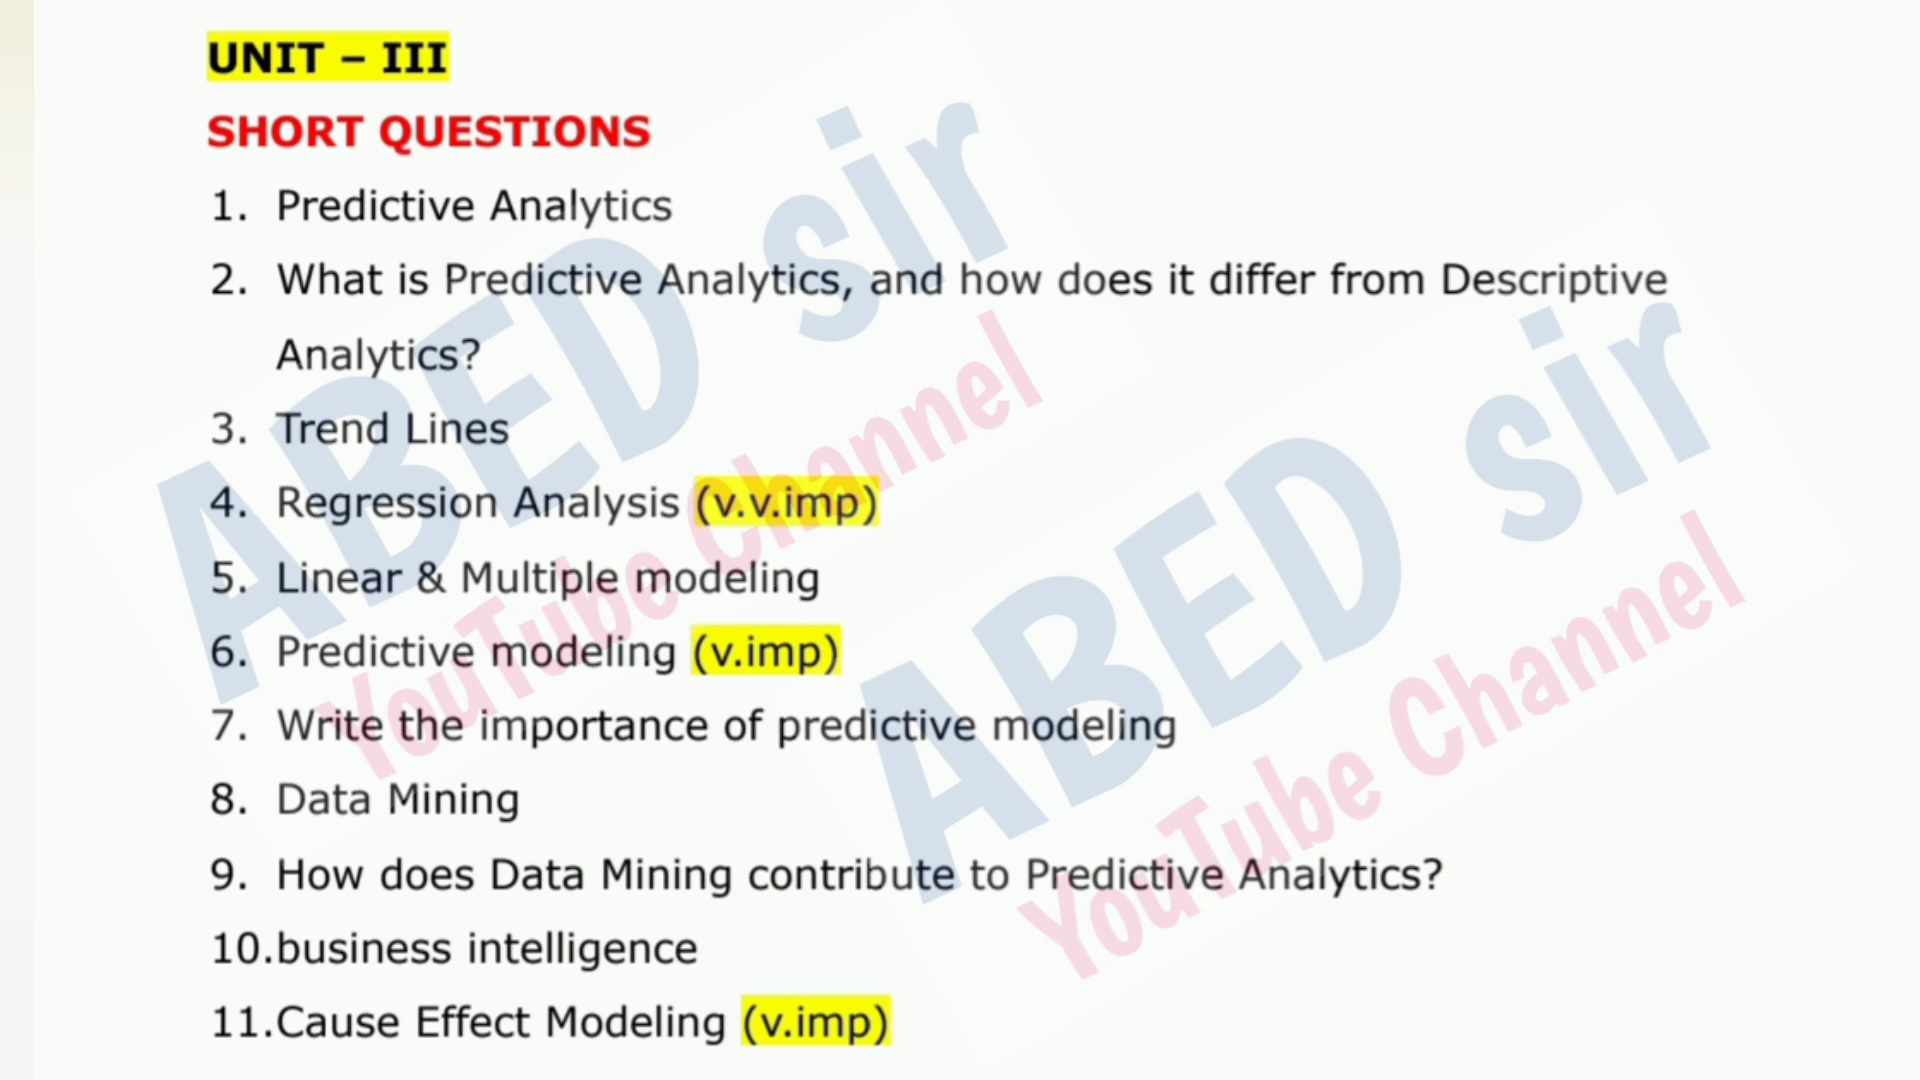 UNIT – III
SHORT QUESTIONS
1. Predictive Analytics
2. What is Predictive Analytics, and how does it differ from Descriptive
Analytics?
3. Trend Lines
4. Regression Analysis (v.v.imp)
5. Linear & Multiple modeling
6. Predictive modeling (v.imp)
7. Write the importance of predictive modeling
8. Data Mining
9. How does Data Mining contribute to Predictive Analytics?
10.business intelligence
11.Cause Effect Modeling (v.imp)
ABED sir
YouTube Channel
ABED sir
YouTube Channel